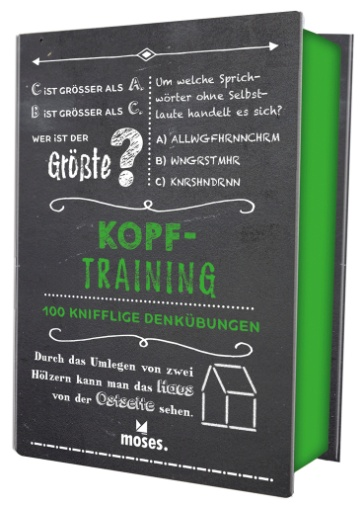 C IST GRÖSSER ALS A.
B IST GRÖSSER ALS C.
WER IST DER
Größte?
Um welche Sprich-
wörter ohne Selbst-
laute handelt es sich?
A) ALLWGFHRNNCHRM
B) WNGRSTMHR
C) KNRSHNDRNN
KOPF-
TRAINING
100 KNIFFLIGE DENKÜBUNGEN
Durch das Umlegen von zwei
Hölzern kann man das Haus
von der Ostseite sehen.
moses.